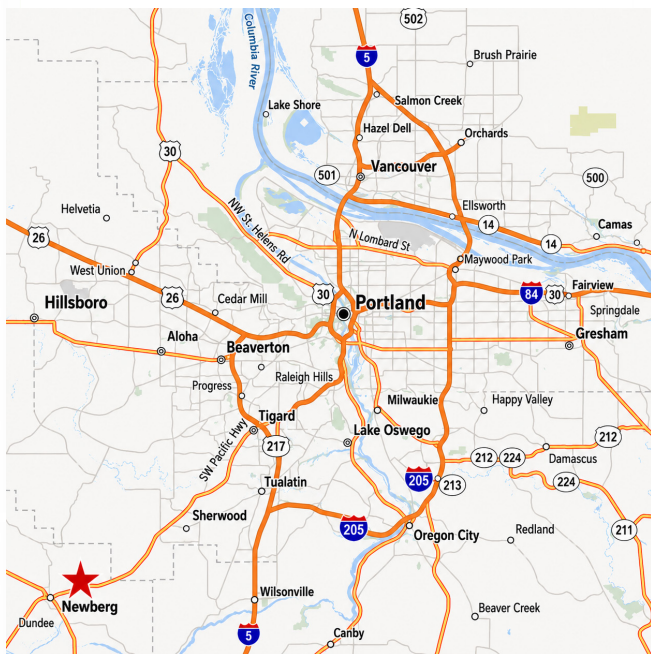 502
Columbia River
5
Brush Prairie
Lake Shore
Salmon Creek
Hazel Dell
Orchards
30
Vancouver
501
500
Helvetia
NW St. Helens Rd
Ellsworth
14
Camas
26
N Lombard St
14
West Union
Maywood Park
26
Cedar Mill
30
Portland
84
30
Fairview
Hillsboro
Springdale
Aloha
Beaverton
Gresham
Raleigh Hills
Progress
Milwaukie
Happy Valley
Tigard
SW Pacific Hwy
217
Lake Oswego
212
212
224
Damascus
Tualatin
205
213
224
Sherwood
205
Oregon City
Redland
211
Newberg
Wilsonville
Dundee
Beaver Creek
5
Canby